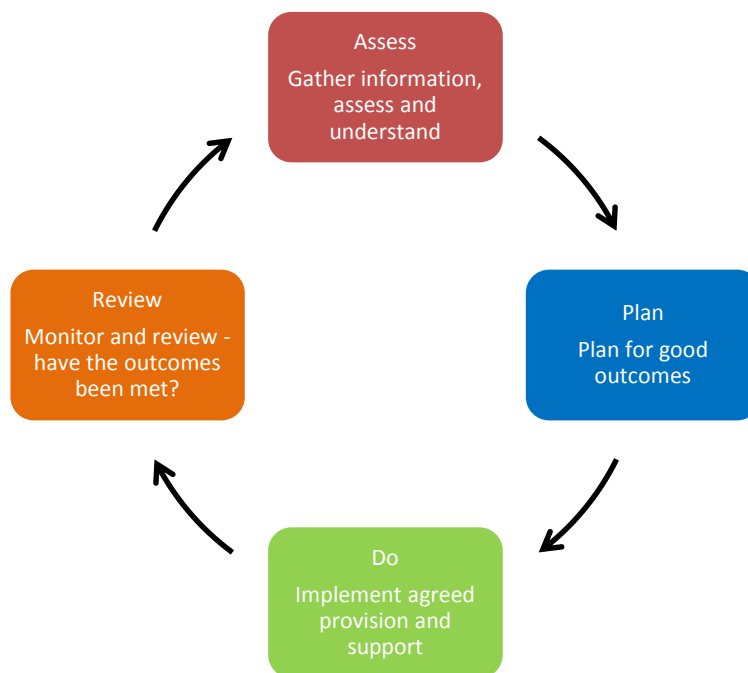 Assess
Gather information,
assess and
understand
Plan
Plan for good
outcomes
Do
Implement agreed
provision and
support
Review
Monitor and review -
have the outcomes
been met?